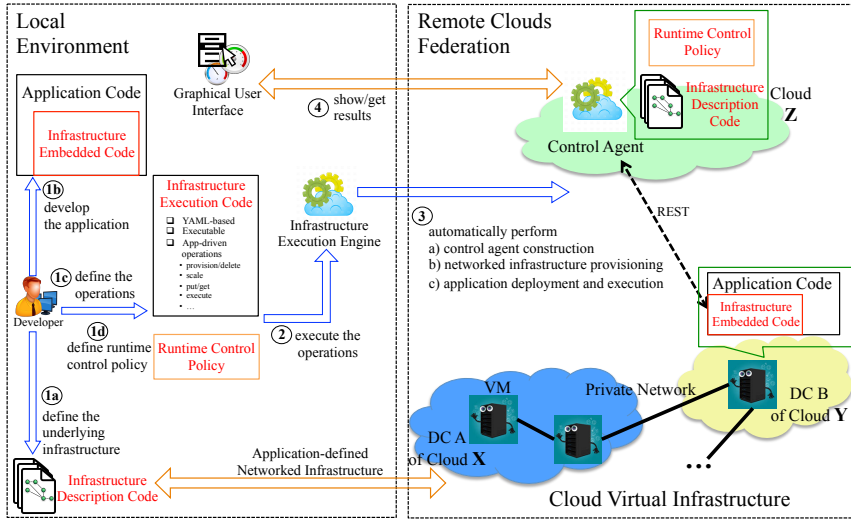 Local
Environment
Graphical User
Interface
Application Code
Infrastructure
Embedded Code
1b
develop
the application
Infrastructure
Execution Code
❑ YAML-based
❑ Executable
❑ App-driven
operations
• provision/delete
• scale
• put/get
• execute
• …
Infrastructure
Execution Engine
1c
define the
operations
Developer
1d
define runtime
control policy
Runtime Control
Policy
2
execute the
operations
1a
define the
underlying
infrastructure
Infrastructure
Description Code
Application-defined
Networked Infrastructure
4
show/get
results
Remote Clouds
Federation
Runtime Control
Policy
Infrastructure
Description
Code
Cloud
Z
Control Agent
3
automatically perform
a) control agent construction
b) networked infrastructure provisioning
c) application deployment and execution
REST
Application Code
Infrastructure
Embedded Code
VM
Private Network
DC A
of Cloud X
DC B
of Cloud Y
…
Cloud Virtual Infrastructure